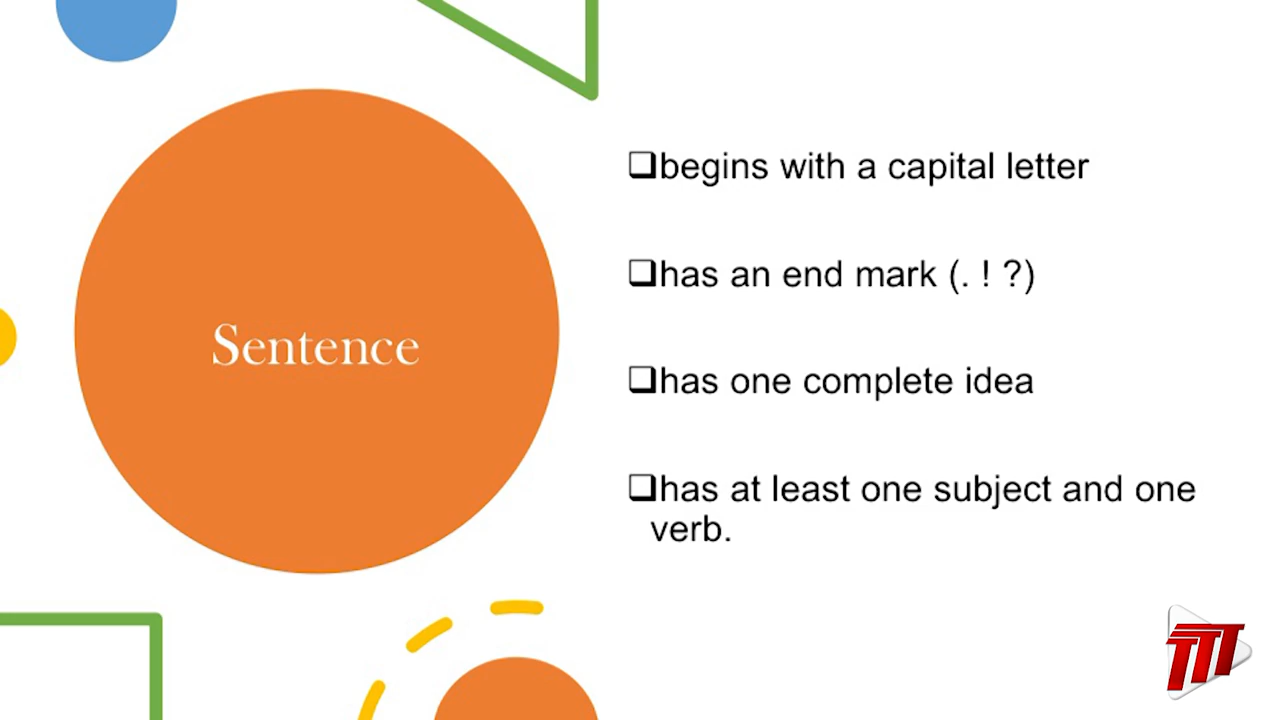 Sentence
❑begins with a capital letter
❑has an end mark (. ! ?)
❑has one complete idea
❑has at least one subject and one
verb.
TTT